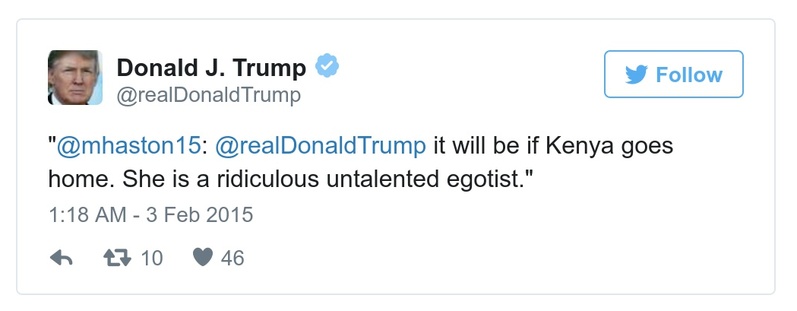 Donald J. Trump
@realDonaldTrump
Follow
"@mhaston15: @realDonaldTrump it will be if Kenya goes
home. She is a ridiculous untalented egotist."
1:18 AM - 3 Feb 2015
10 46